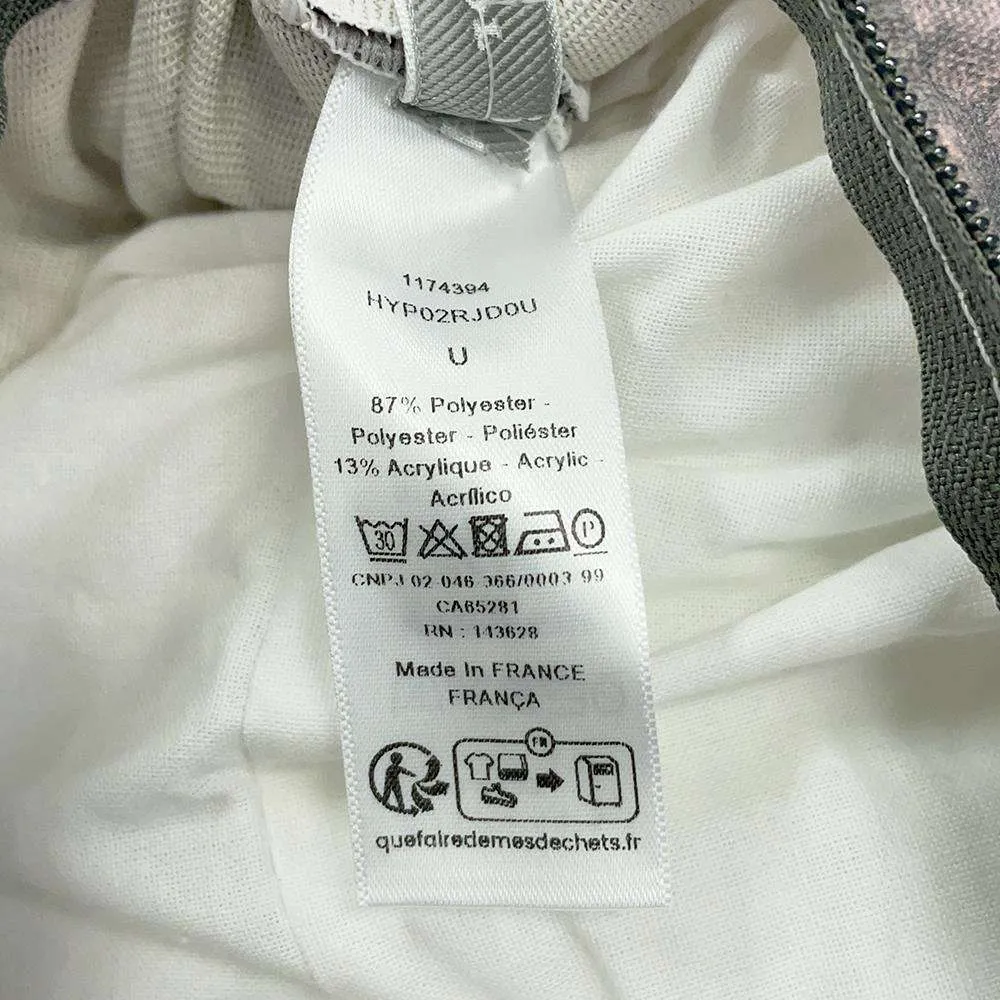 1174394
HYP02RJD0U
U
87% Polyester -
Polyester - Poliéster
13% Acrylique - Acrylic -
Acrílico
30
P
CNPJ 02 046 366/0003 99
CA65281
RN : 143628
Made In FRANCE
FRANÇA
FR
quefairedemesdechets.fr